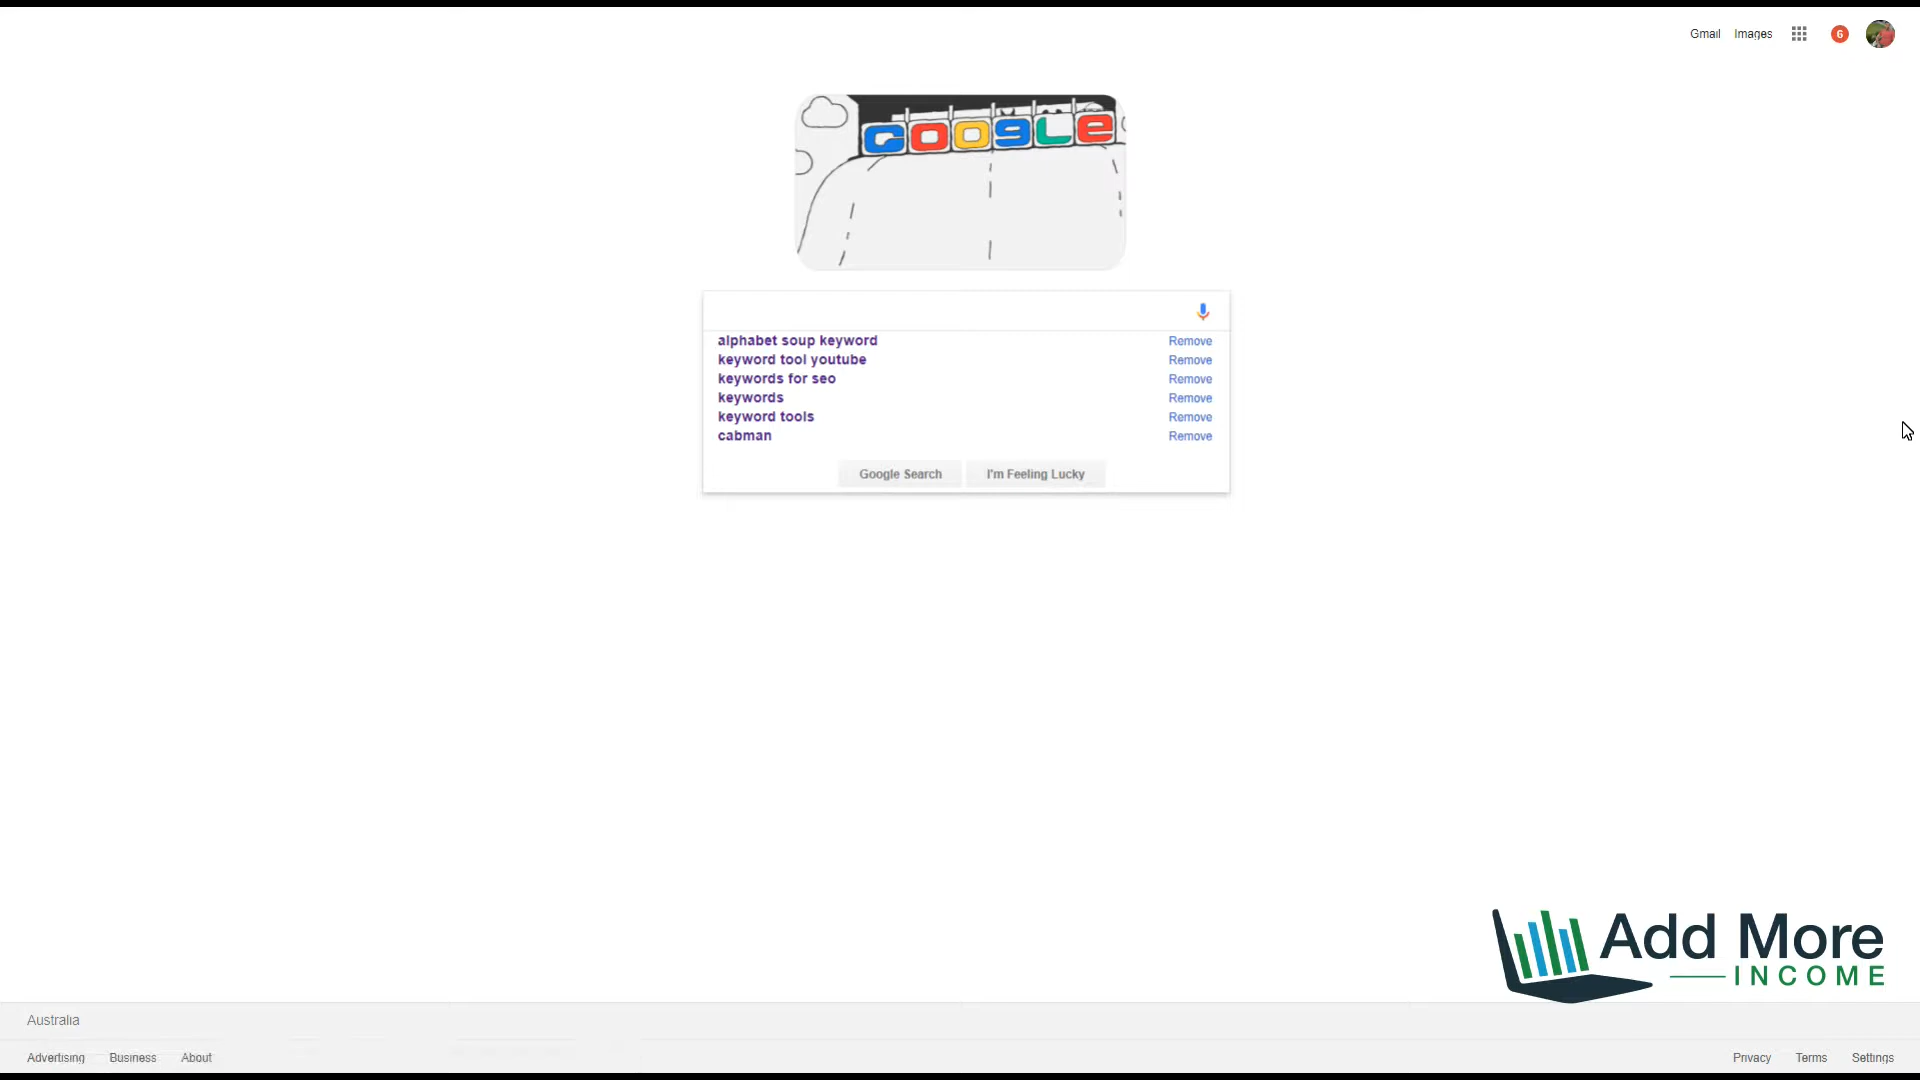 Gmail Images 6
GOOGLE
alphabet soup keyword Remove
keyword tool youtube Remove
keywords for seo Remove
keywords Remove
keyword tools Remove
cabman Remove
Google Search I'm Feeling Lucky
Add More
INCOME
Australia
Advertising Business About Privacy Terms Settings